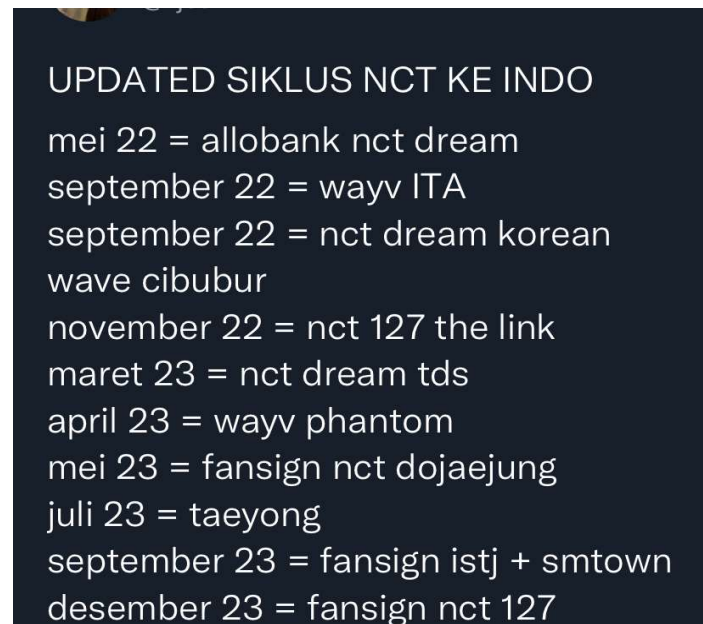 UPDATED SIKLUS NCT KE INDO
mei 22 = allobank nct dream
september 22 = wayv ITA
september 22 = nct dream korean
wave cibubur
november 22 = nct 127 the link
maret 23 = nct dream tds
april 23 = wayv phantom
mei 23 = fansign nct dojaejung
juli 23 = taeyong
september 23 = fansign istj + smtown
desember 23 = fansign nct 127